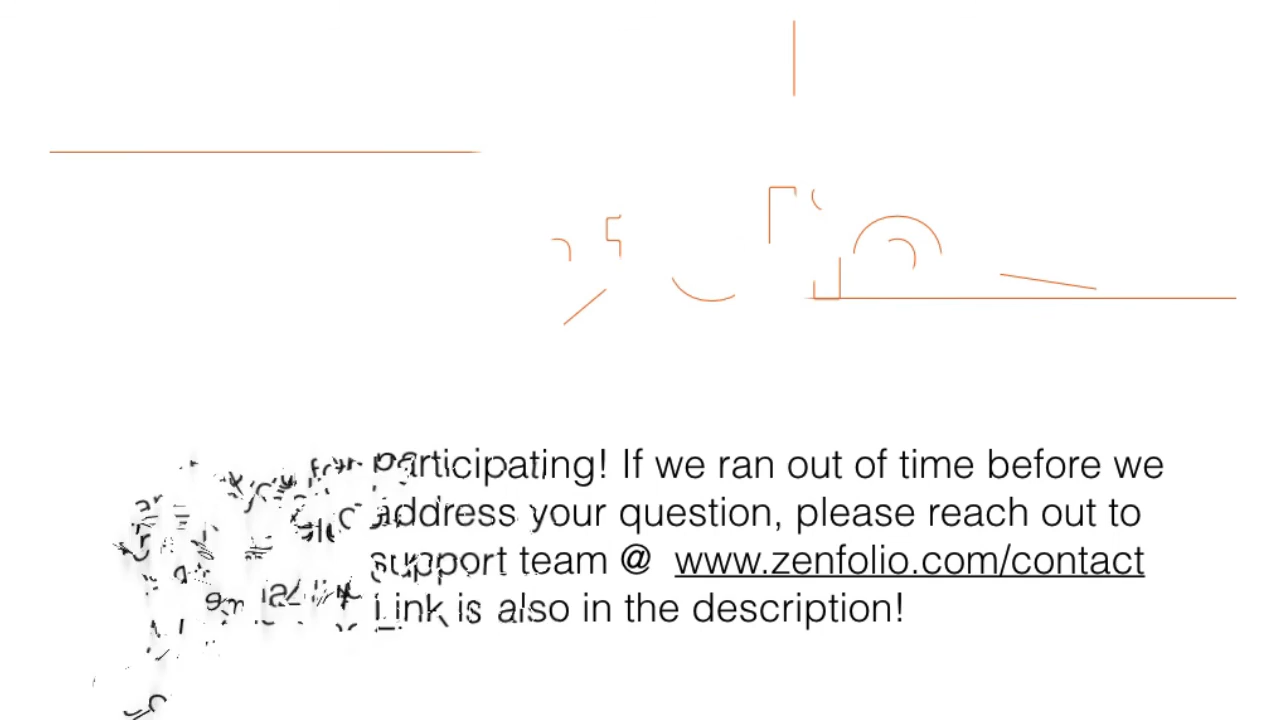 participating! If we ran out of time before we
address your question, please reach out to
support team @ www.zenfolio.com/contact
Link is also in the description!